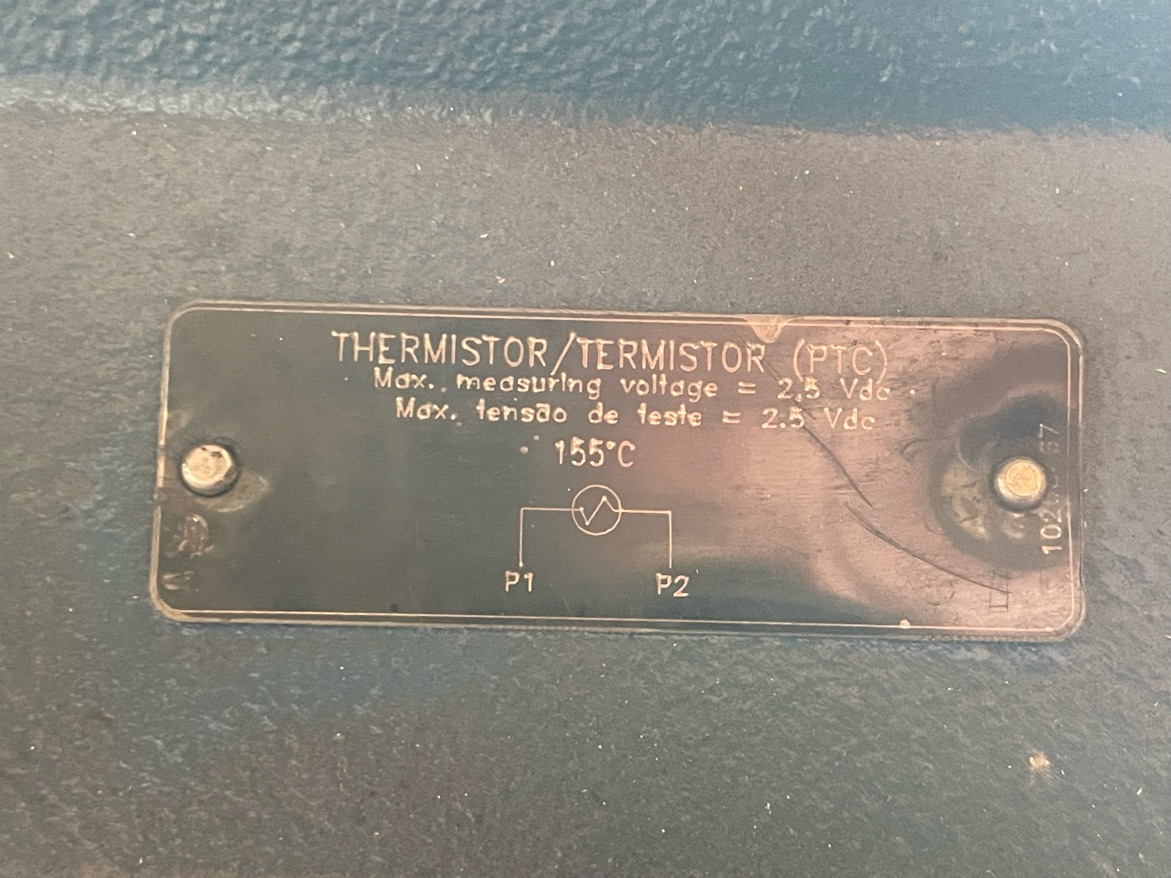 THERMISTOR/TERMISTOR (PTC)
Max. measuring voltage = 2,5 Vdc
Max. tensão de teste = 2.5 Vdc
155°C
P1 P2